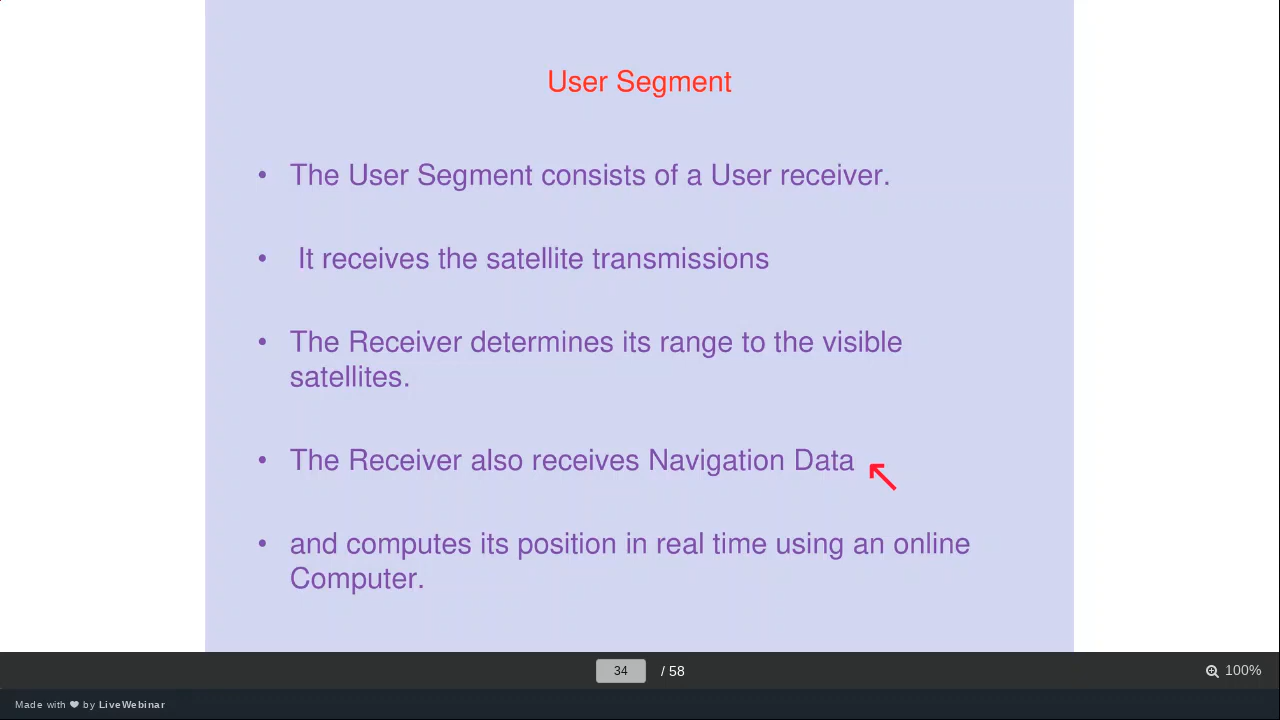 User Segment
• The User Segment consists of a User receiver.
• It receives the satellite transmissions
• The Receiver determines its range to the visible
satellites.
• The Receiver also receives Navigation Data
• and computes its position in real time using an online
Computer.
34 / 58
100%
Made with ❤ by LiveWebinar